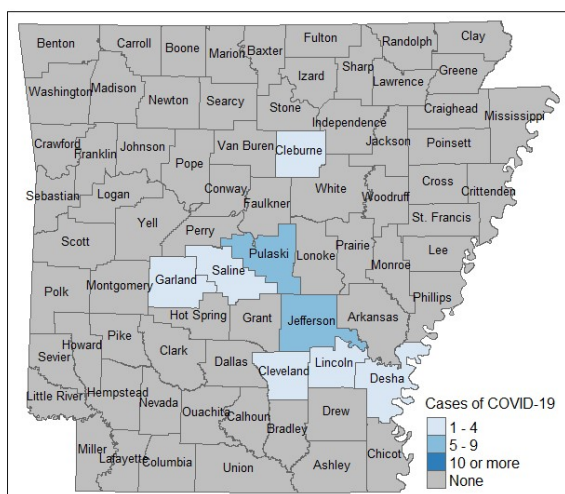 Benton
Carroll
Boone
Marion
Baxter
Fulton
Randolph
Clay
Izard
Sharp
Lawrence
Greene
Washington
Madison
Newton
Searcy
Stone
Independence
Craighead
Mississippi
Crawford
Franklin
Johnson
Pope
Van Buren
Cleburne
Jackson
Poinsett
Sebastian
Logan
Conway
Faulkner
White
Woodruff
Cross
Crittenden
St. Francis
Scott
Yell
Perry
Pulaski
Lonoke
Prairie
Monroe
Lee
Phillips
Polk
Montgomery
Garland
Saline
Hot Spring
Grant
Jefferson
Arkansas
Sevier
Howard
Pike
Clark
Dallas
Cleveland
Lincoln
Desha
Little River
Hempstead
Nevada
Ouachita
Calhoun
Bradley
Drew
Miller
Lafayette
Columbia
Union
Ashley
Chicot
Cases of COVID-19
1 - 4
5 - 9
10 or more
None